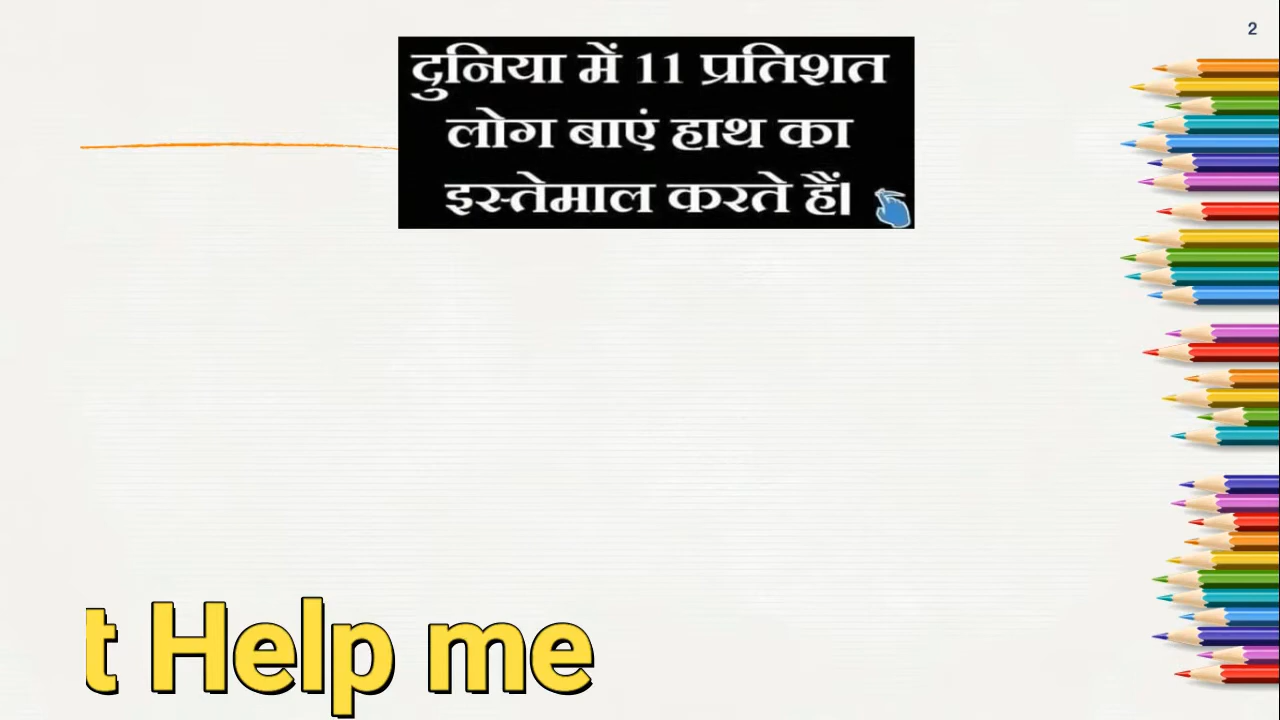 2
दुनिया में 11 प्रतिशत
लोग बाएं हाथ का
इस्तेमाल करते हैं।
t Help me